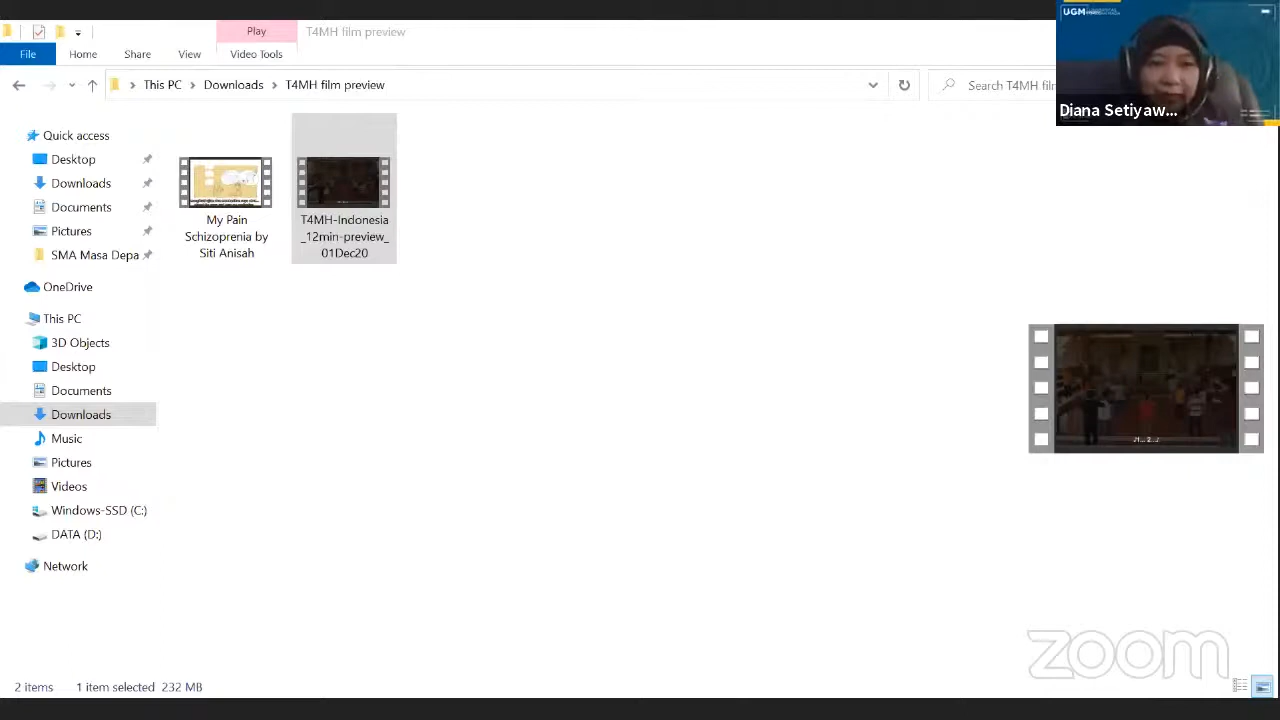 Play
T4MH film preview
File
Home
Share
View
Video Tools
This PC
Downloads
T4MH film preview
Search T4MH film
UGM
Diana Setiyaw...
Quick access
Desktop
Downloads
Documents
Pictures
SMA Masa Depa
OneDrive
This PC
3D Objects
Desktop
Documents
Downloads
Music
Pictures
Videos
Windows-SSD (C:)
DATA (D:)
Network
My Pain
Schizoprenia by
Siti Anisah
T4MH-Indonesia
_12min-preview_
01Dec20
zoom
2 items
1 item selected
232 MB